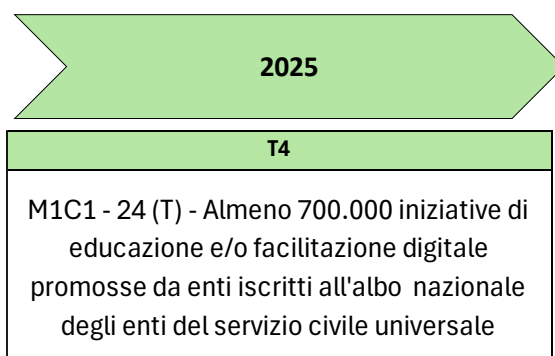 2025
T4
M1C1 - 24 (T) - Almeno 700.000 iniziative di
educazione e/o facilitazione digitale
promosse da enti iscritti all'albo nazionale
degli enti del servizio civile universale